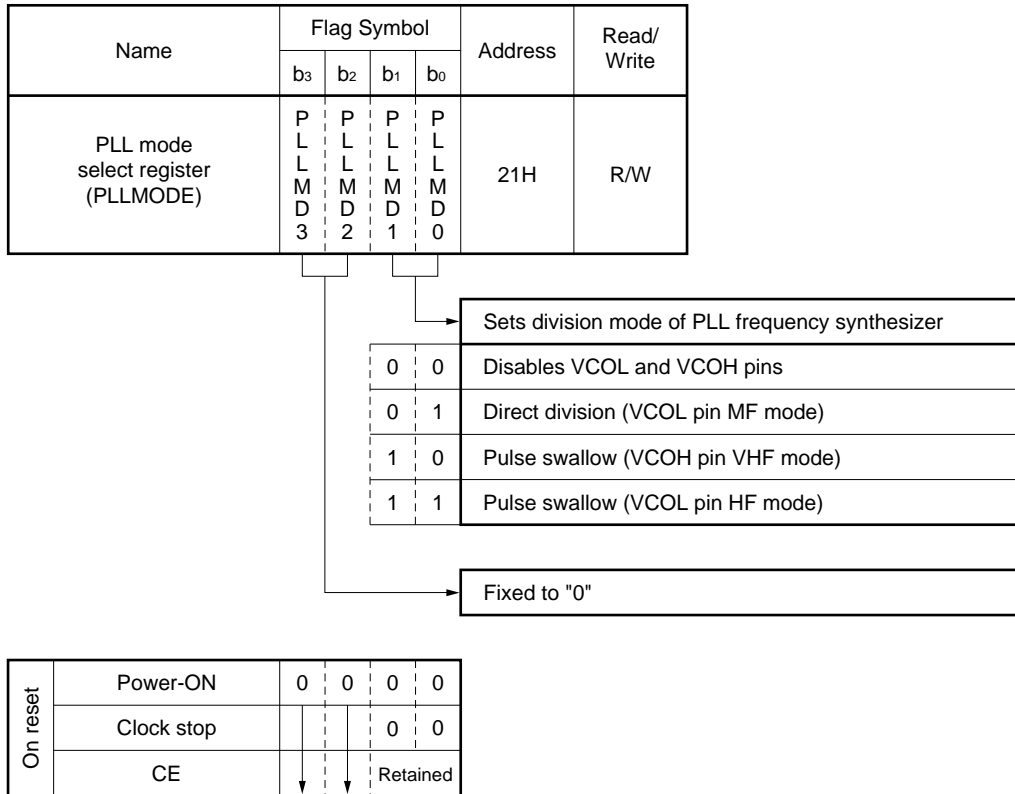 Name
Flag Symbol
Address
Read/
Write
b3 b2 b1 b0
PLL mode
select register
(PLLMODE)
PLLMD3
PLLMD2
PLLMD1
PLLMD0
21H
R/W
Sets division mode of PLL frequency synthesizer
0 0 Disables VCOL and VCOH pins
0 1 Direct division (VCOL pin MF mode)
1 0 Pulse swallow (VCOH pin VHF mode)
1 1 Pulse swallow (VCOL pin HF mode)
Fixed to "0"
On reset
Power-ON 0 0 0 0
Clock stop 0 0
CE Retained